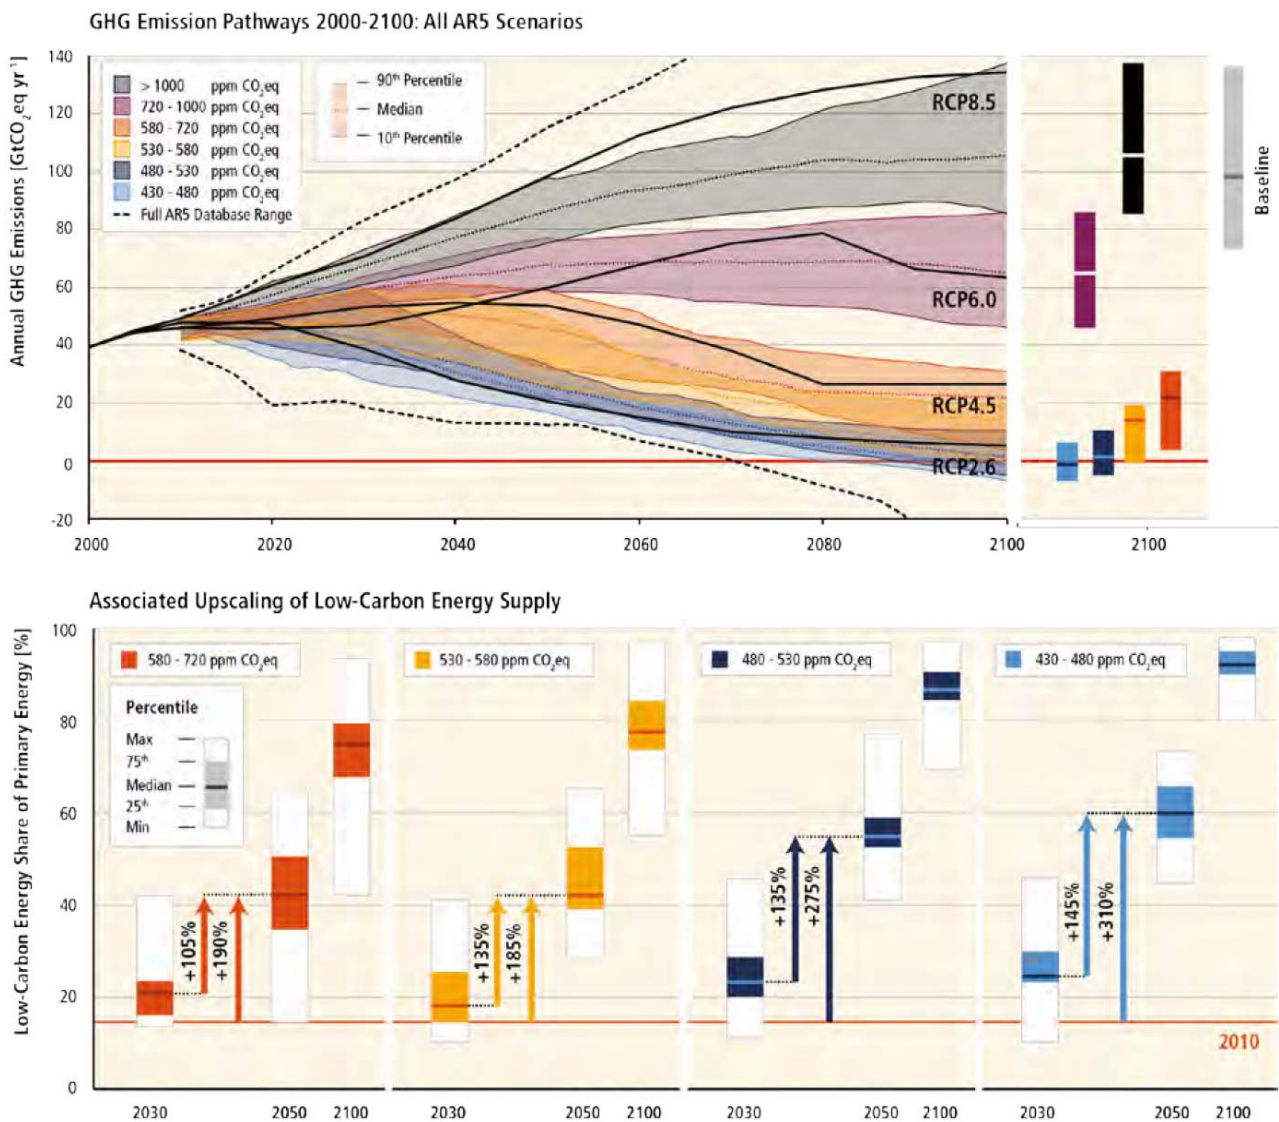 GHG Emission Pathways 2000-2100: All AR5 Scenarios
Annual GHG Emissions [GtCO₂eq yr⁻¹]
140
120
100
80
60
40
20
0
-20
> 1000 ppm CO₂eq
720 - 1000 ppm CO₂eq
580 - 720 ppm CO₂eq
530 - 580 ppm CO₂eq
480 - 530 ppm CO₂eq
430 - 480 ppm CO₂eq
Full AR5 Database Range
90th Percentile
Median
10th Percentile
RCP8.5
RCP6.0
RCP4.5
RCP2.6
Baseline
2000 2020 2040 2060 2080 2100 2100
Associated Upscaling of Low-Carbon Energy Supply
Low-Carbon Energy Share of Primary Energy [%]
100
80
60
40
20
0
580 - 720 ppm CO₂eq
Percentile
Max
75th
Median
25th
Min
+105%
+190%
530 - 580 ppm CO₂eq
+135%
+185%
480 - 530 ppm CO₂eq
+135%
+275%
430 - 480 ppm CO₂eq
+145%
+310%
2010
2030 2050 2100 2030 2050 2100 2030 2050 2100 2030 2050 2100